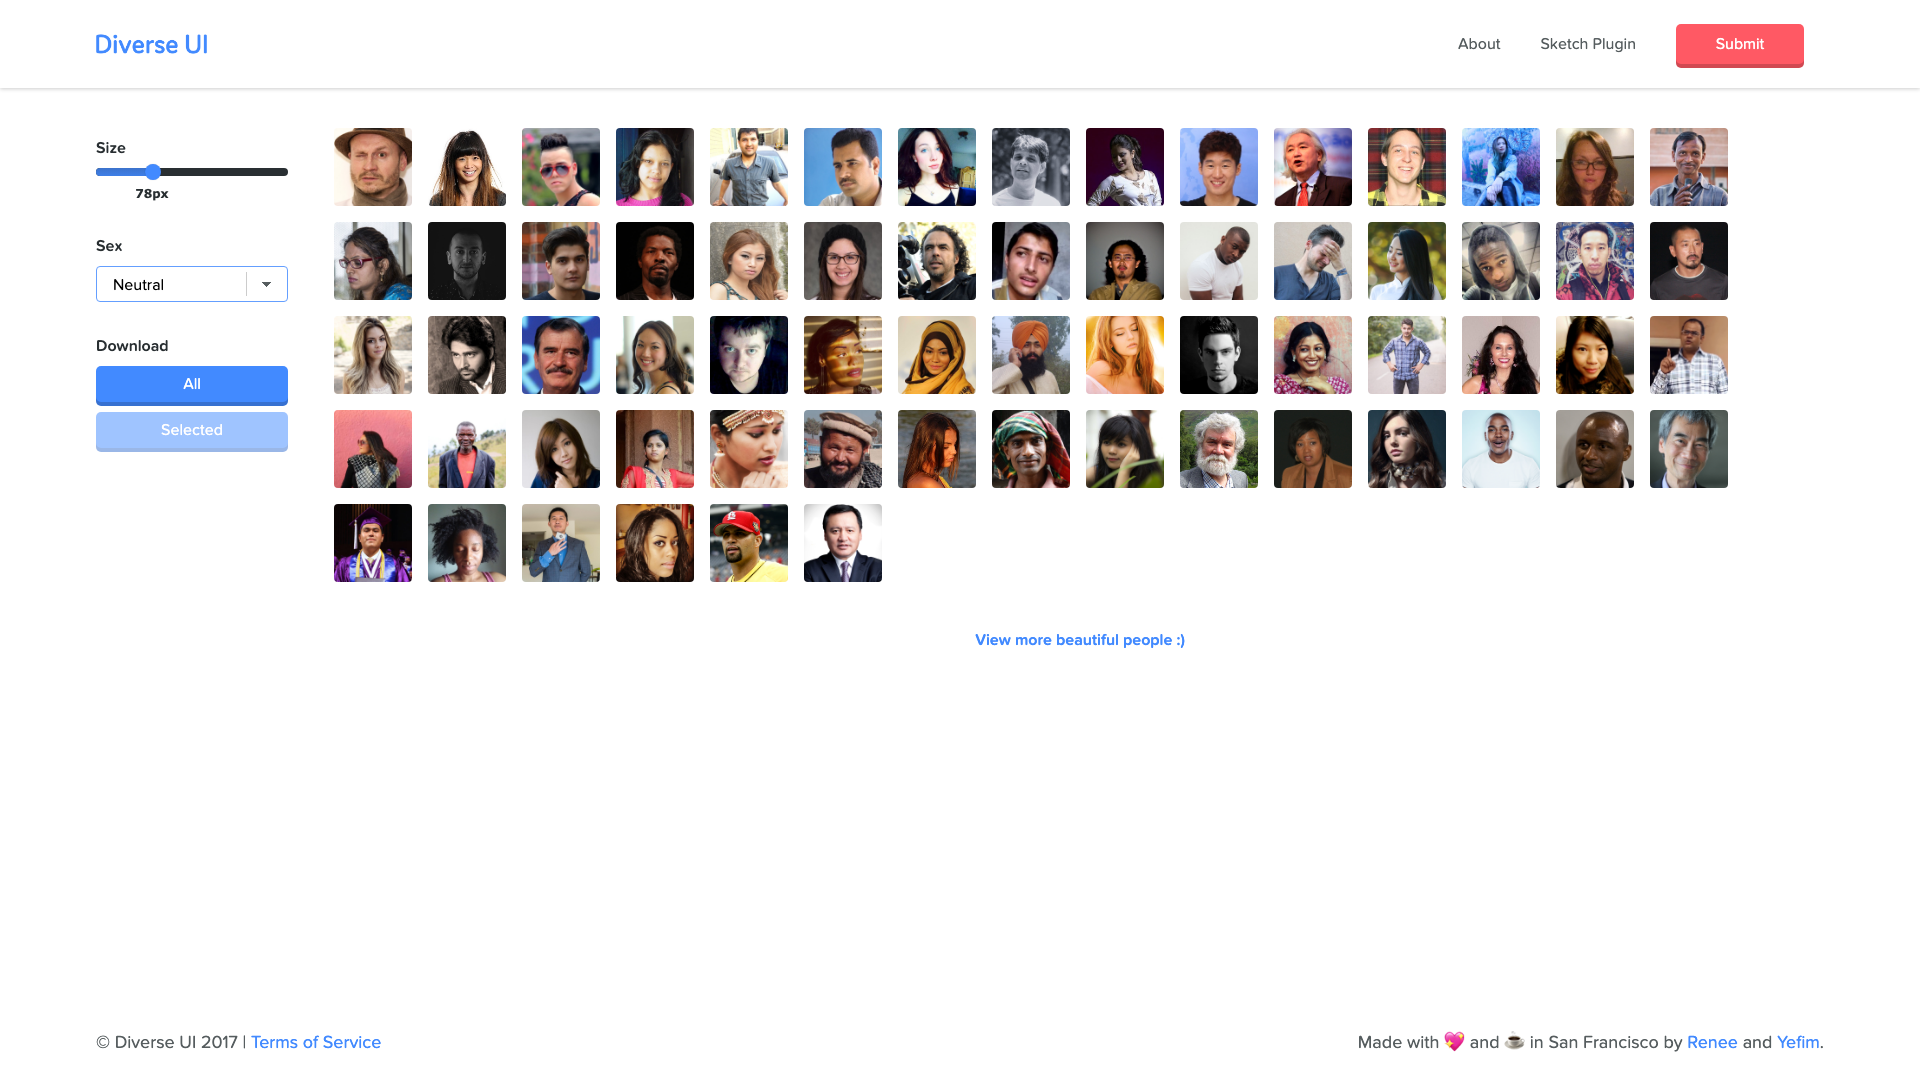 Diverse UI
About
Sketch Plugin
Submit
Size
78px
Sex
Neutral
Download
All
Selected
View more beautiful people :)
© Diverse UI 2017 | Terms of Service
Made with 💖 and ☕ in San Francisco by Renee and Yefim.